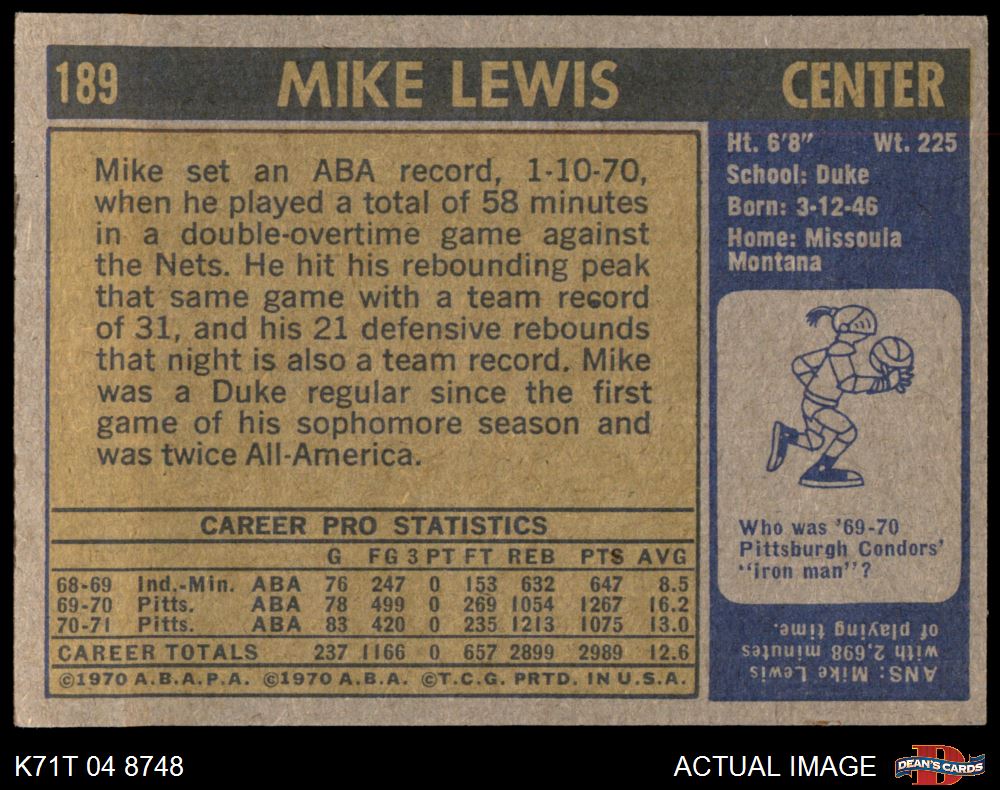 189 MIKE LEWIS CENTER
Mike set an ABA record, 1-10-70,
when he played a total of 58 minutes
in a double-overtime game against
the Nets. He hit his rebounding peak
that same game with a team record
of 31, and his 21 defensive rebounds
that night is also a team record. Mike
was a Duke regular since the first
game of his sophomore season and
was twice All-America.
CAREER PRO STATISTICS
G FG 3 PT FT REB PTS AVG
68-69 Ind.-Min. ABA 76 247 0 153 632 647 8.5
69-70 Pitts. ABA 78 499 0 269 1054 1267 16.2
70-71 Pitts. ABA 83 420 0 235 1213 1075 13.0
CAREER TOTALS 237 1166 0 657 2899 2989 12.6
©1970 A.B.A.P.A. ©1970 A.B.A. ©T.C.G. PRTD. IN U.S.A.
Ht. 6'8" Wt. 225
School: Duke
Born: 3-12-46
Home: Missoula
Montana
Who was '69-70
Pittsburgh Condors'
"iron man"?
ANS: Mike Lewis
with 2,698 minutes
of playing time.
K71T 04 8748
ACTUAL IMAGE
DEAN'S CARDS